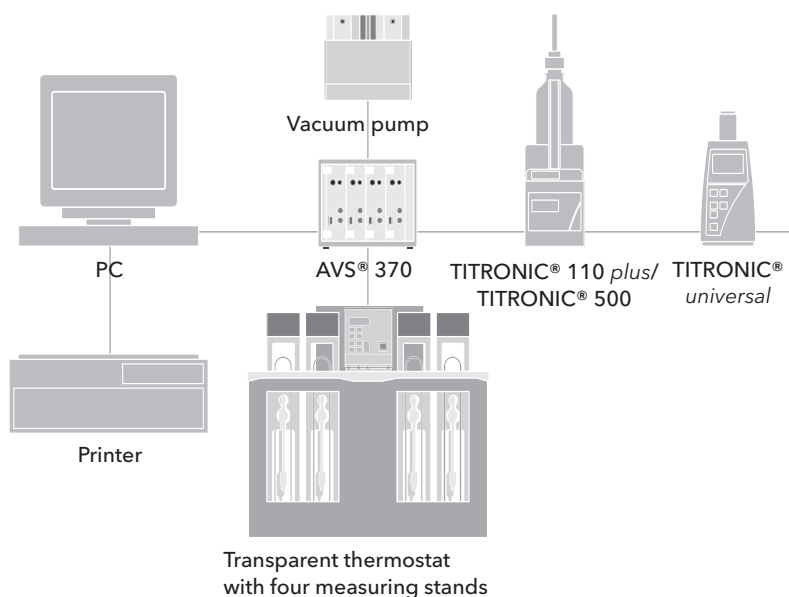 Vacuum pump
PC
AVS® 370
TITRONIC® 110 plus/
TITRONIC® 500
TITRONIC®
universal
Printer
Transparent thermostat
with four measuring stands